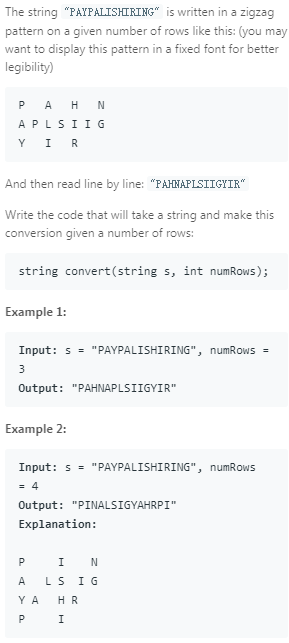 The string "PAYPALISHIRING" is written in a zigzag
pattern on a given number of rows like this: (you may
want to display this pattern in a fixed font for better
legibility)
P   A   H   N
A P L S I I G
Y   I   R
And then read line by line: "PAHNAPLSIIGYIR"
Write the code that will take a string and make this
conversion given a number of rows:
string convert(string s, int numRows);
Example 1:
Input: s = "PAYPALISHIRING", numRows =
3
Output: "PAHNAPLSIIGYIR"
Example 2:
Input: s = "PAYPALISHIRING", numRows
= 4
Output: "PINALSIGYAHRPI"
Explanation:
P     I    N
A   L S  I G
Y A   H R
P     I